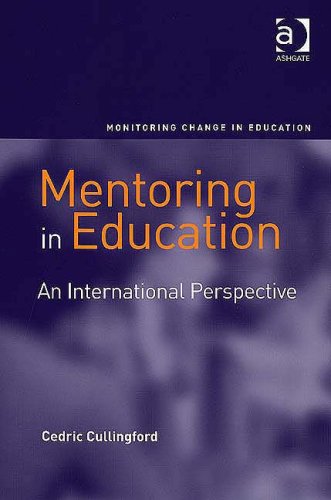 a
ASHGATE
MONITORING CHANGE IN EDUCATION
Mentoring
in Education
An International Perspective
Cedric Cullingford